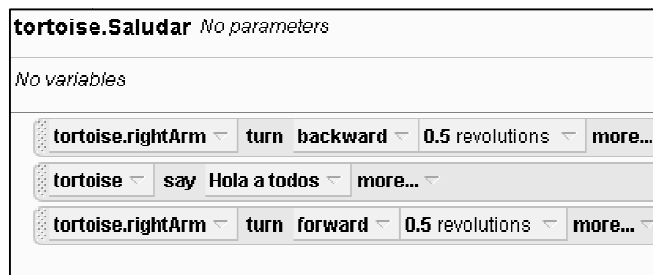 tortoise.Saludar No parameters
No variables
tortoise.rightArm turn backward 0.5 revolutions more...
tortoise say Hola a todos more...
tortoise.rightArm turn forward 0.5 revolutions more...